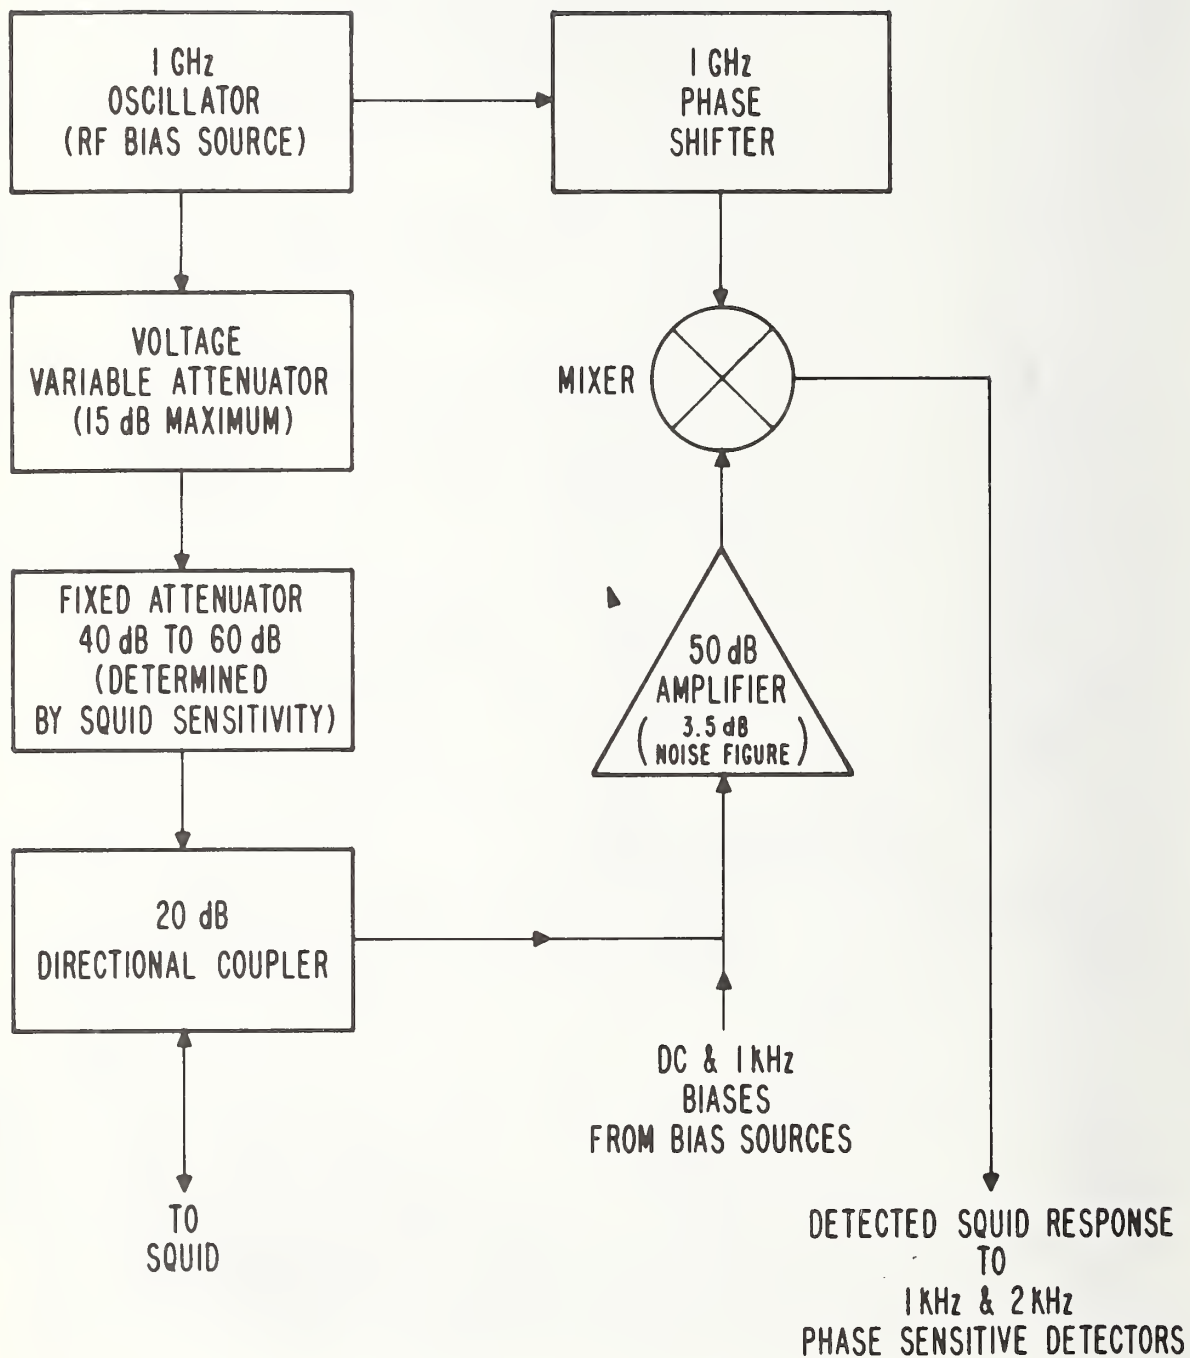 1 GHz
OSCILLATOR
(RF BIAS SOURCE)
1 GHz
PHASE
SHIFTER
VOLTAGE
VARIABLE ATTENUATOR
(15 dB MAXIMUM)
MIXER
FIXED ATTENUATOR
40 dB TO 60 dB
(DETERMINED
BY SQUID SENSITIVITY)
50 dB
AMPLIFIER
(3.5 dB
NOISE FIGURE)
20 dB
DIRECTIONAL COUPLER
DC & 1 kHz
BIASES
FROM BIAS SOURCES
TO
SQUID
DETECTED SQUID RESPONSE
TO
1 kHz & 2 kHz
PHASE SENSITIVE DETECTORS